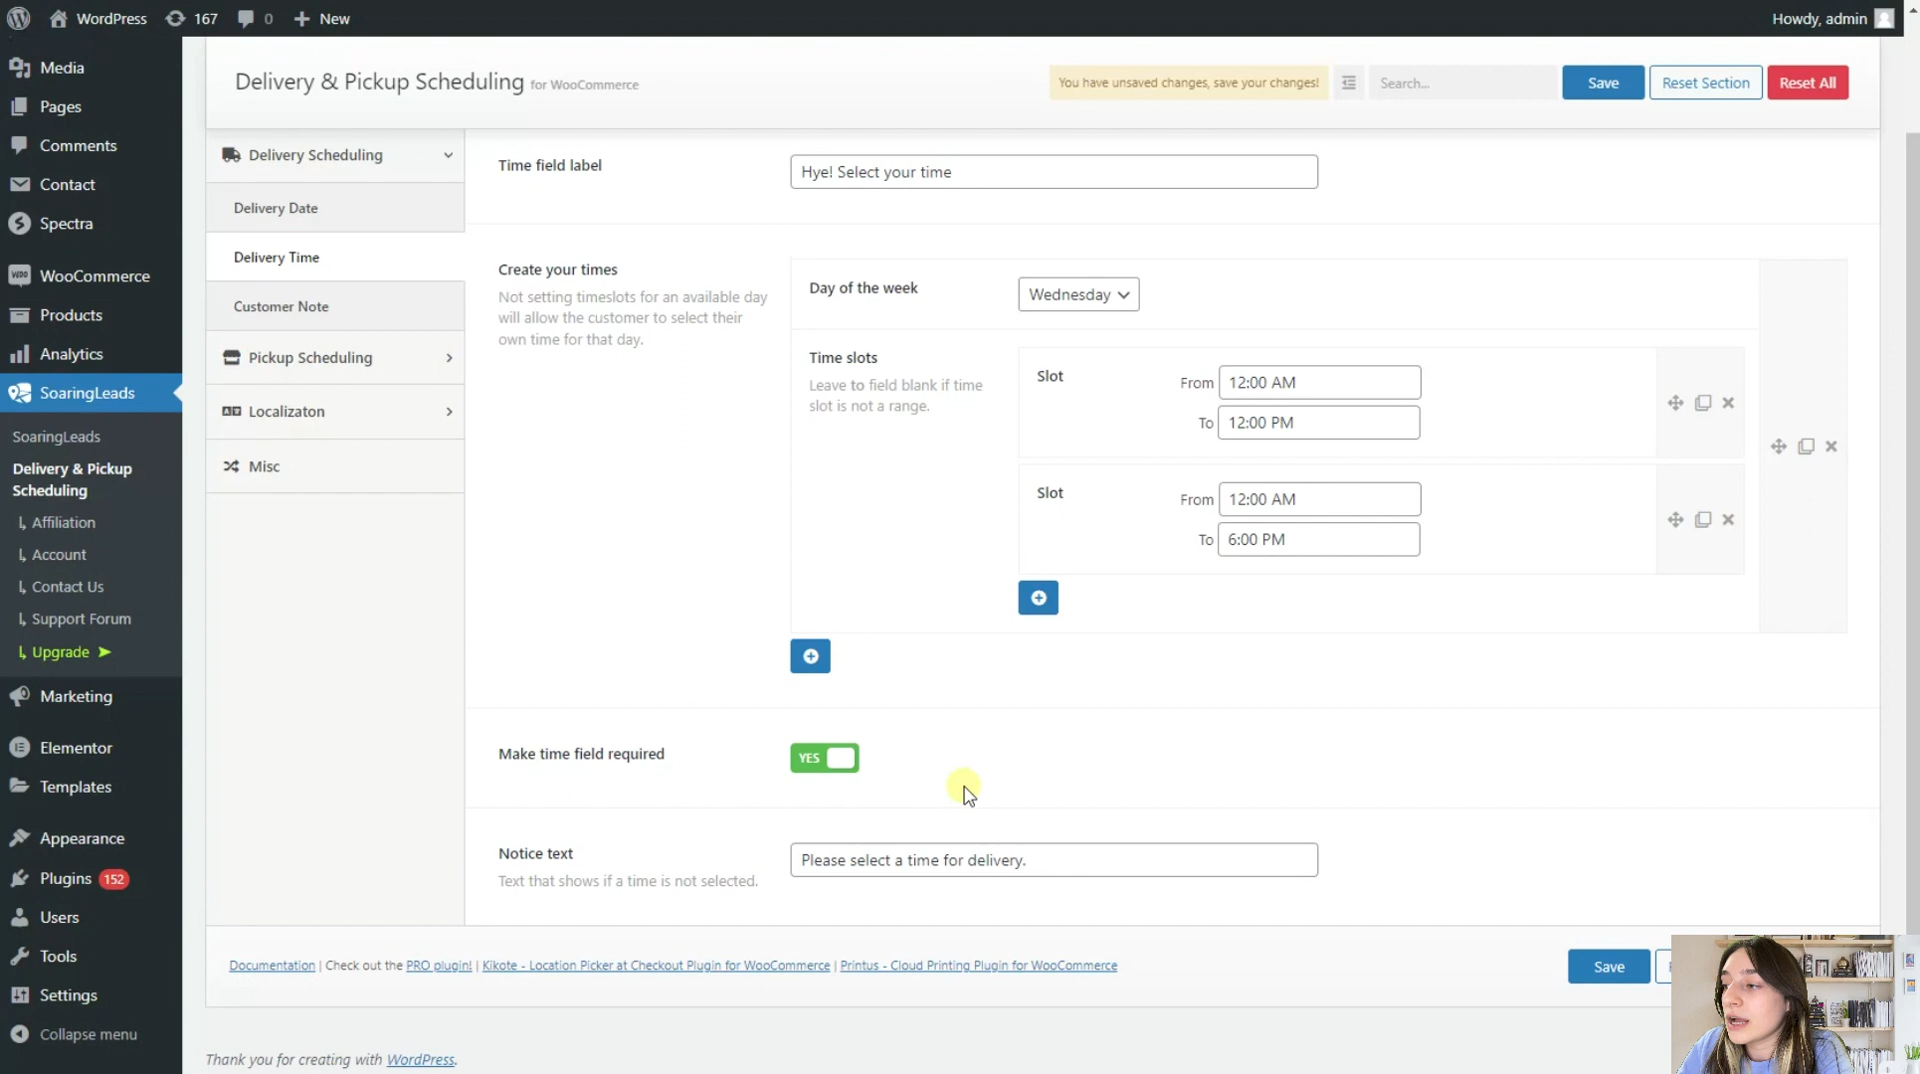 WordPress 167 0 New
Howdy, admin
Media
Pages
Comments
Contact
Spectra
WooCommerce
Products
Analytics
SoaringLeads
SoaringLeads
Delivery & Pickup
Scheduling
Affiliation
Account
Contact Us
Support Forum
Upgrade
Marketing
Elementor
Templates
Appearance
Plugins 152
Users
Tools
Settings
Collapse menu
Delivery & Pickup Scheduling for WooCommerce
You have unsaved changes, save your changes!
Search...
Save
Reset Section
Reset All
Delivery Scheduling
Delivery Date
Delivery Time
Customer Note
Pickup Scheduling
Localizaton
Misc
Time field label
Hye! Select your time
Create your times
Not setting timeslots for an available day
will allow the customer to select their
own time for that day.
Day of the week
Wednesday
Time slots
Leave to field blank if time
slot is not a range.
Slot
From 12:00 AM
To 12:00 PM
Slot
From 12:00 AM
To 6:00 PM
Make time field required
YES
Notice text
Text that shows if a time is not selected.
Please select a time for delivery.
Documentation | Check out the PRO plugin! | Kikote - Location Picker at Checkout Plugin for WooCommerce | Printus - Cloud Printing Plugin for WooCommerce
Save
Thank you for creating with WordPress.